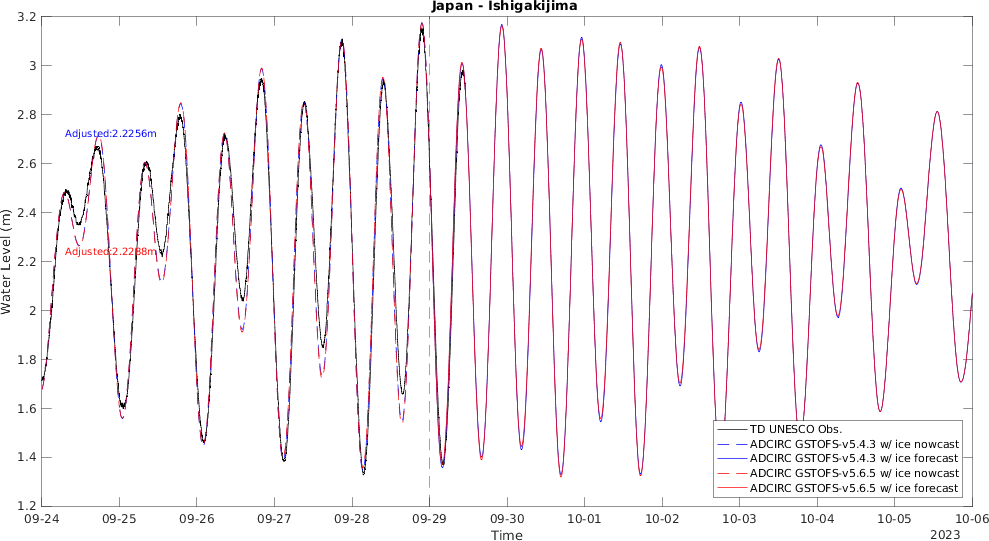 Japan - Ishigakijima
3.2
3
2.8
2.6
2.4
2.2
2
1.8
1.6
1.4
1.2
Water Level (m)
Adjusted:2.2256m
Adjusted:2.2288m
TD UNESCO Obs.
ADCIRC GSTOFS-v5.4.3 w/ ice nowcast
ADCIRC GSTOFS-v5.4.3 w/ ice forecast
ADCIRC GSTOFS-v5.6.5 w/ ice nowcast
ADCIRC GSTOFS-v5.6.5 w/ ice forecast
09-24 09-25 09-26 09-27 09-28 09-29 09-30 10-01 10-02 10-03 10-04 10-05 10-06
Time
2023